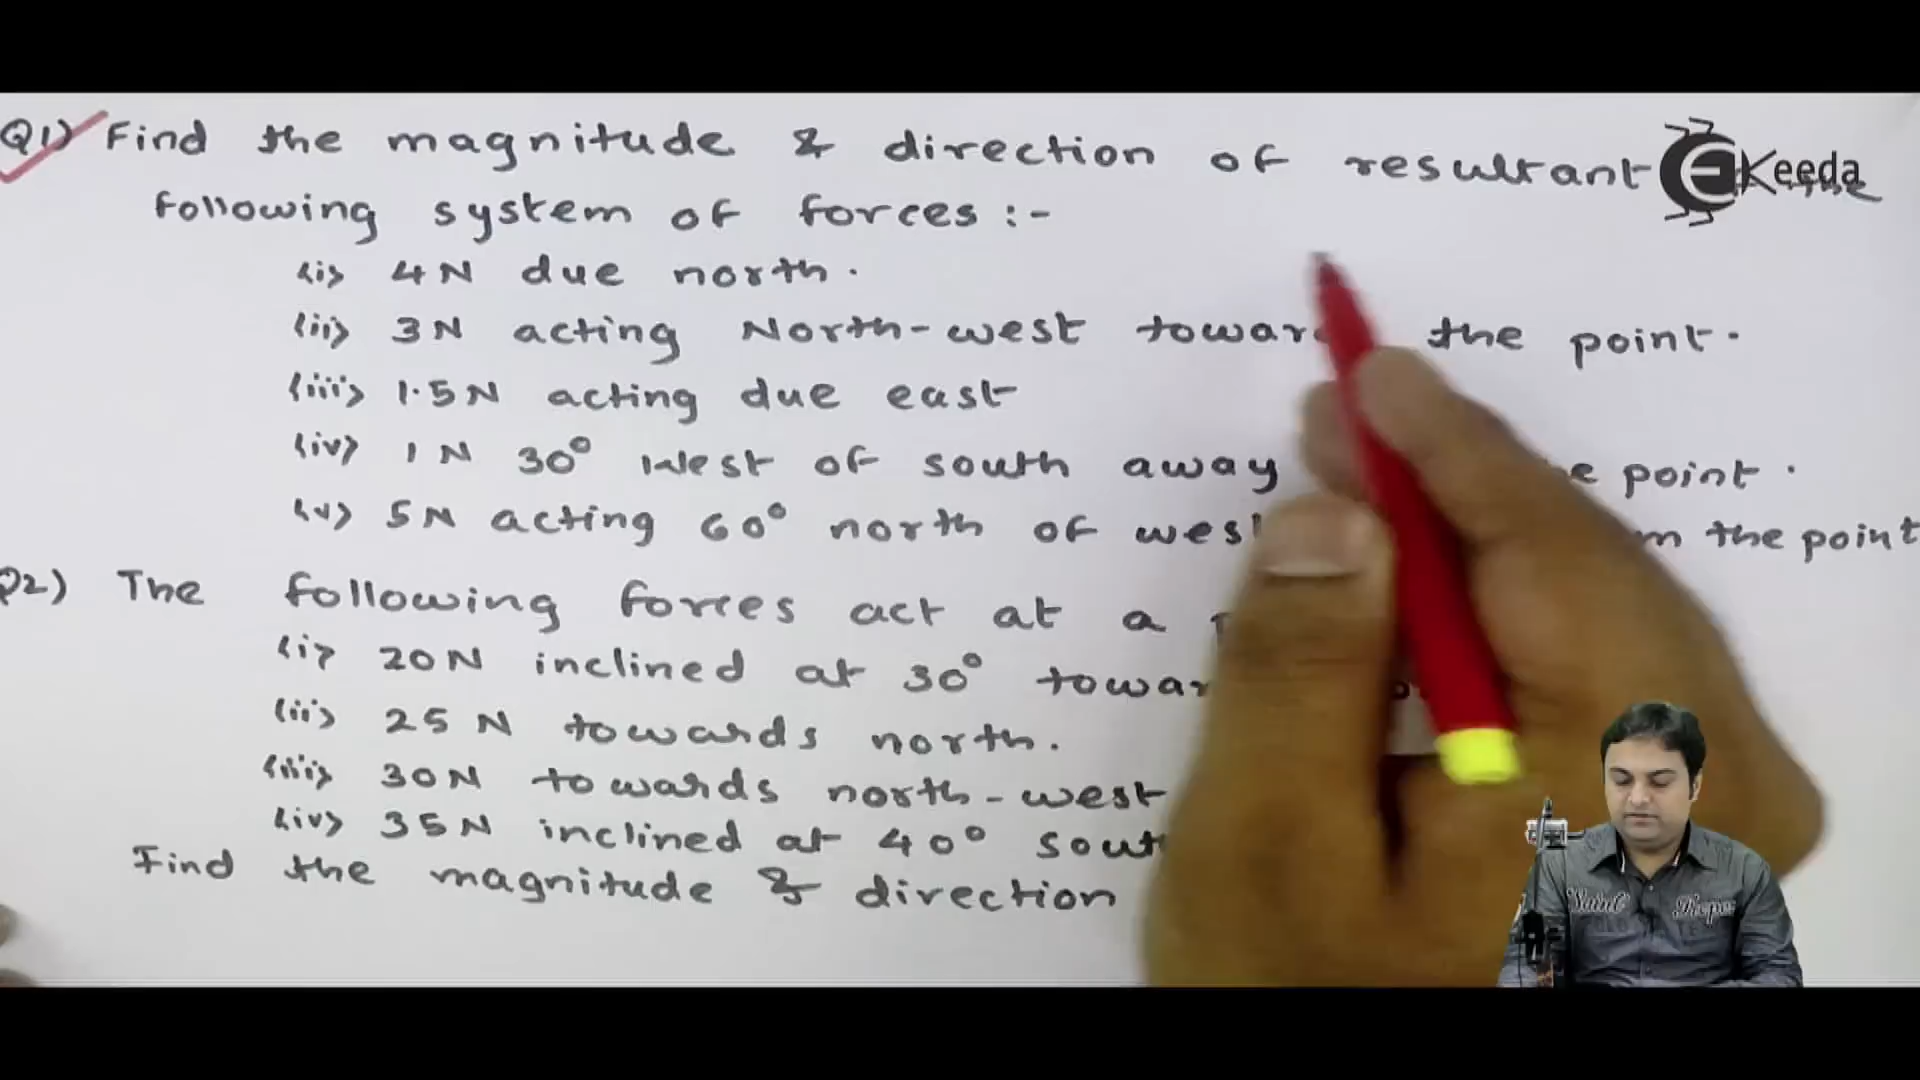 Q1) Find the magnitude & direction of resultant
EKeeda
following system of forces :-
(i) 4N due north.
(ii) 3N acting North-west towar the point.
(iii) 1.5N acting due east
(iv) 1N 30° West of south away point.
(v) 5N acting 60° north of wes the point
Q2) The following forces act at a
(i) 20N inclined at 30° towar
(ii) 25 N towards north.
(iii) 30N towards north-west
(iv) 35N inclined at 40° sout
Find the magnitude & direction